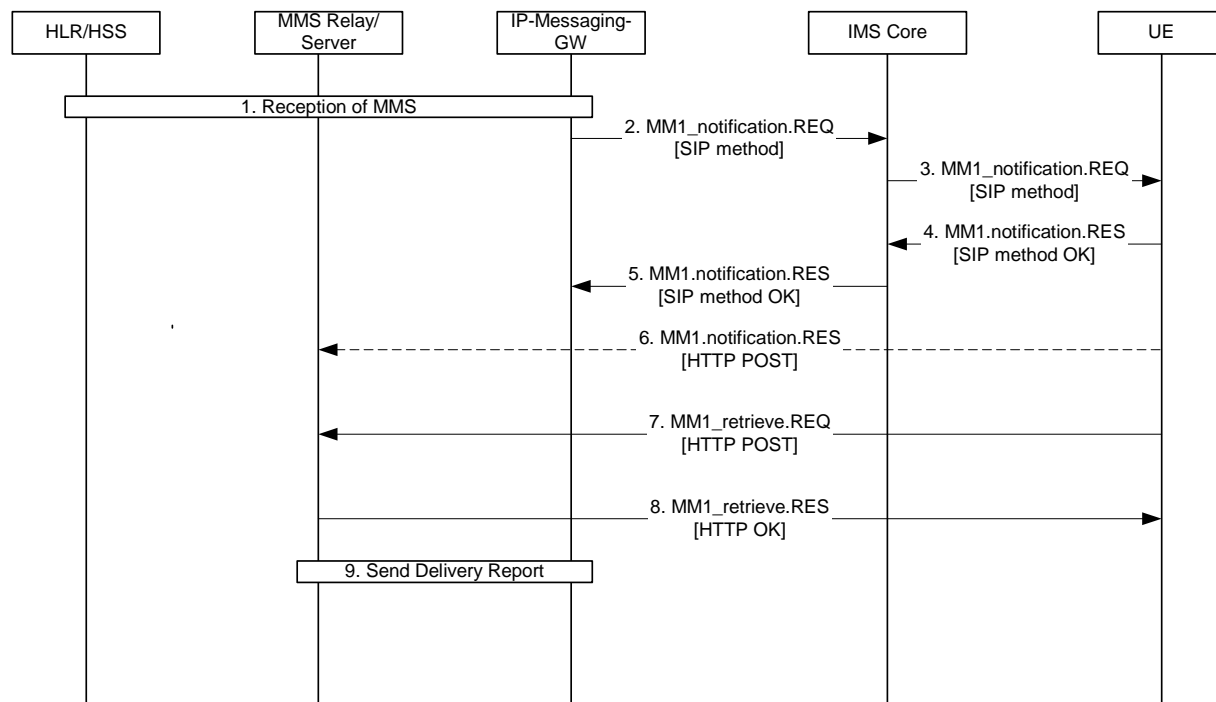 HLR/HSS
MMS Relay/
Server
IP-Messaging-
GW
IMS Core
UE
1. Reception of MMS
2. MM1_notification.REQ
[SIP method]
3. MM1_notification.REQ
[SIP method]
4. MM1.notification.RES
[SIP method OK]
5. MM1.notification.RES
[SIP method OK]
6. MM1.notification.RES
[HTTP POST]
7. MM1_retrieve.REQ
[HTTP POST]
8. MM1_retrieve.RES
[HTTP OK]
9. Send Delivery Report